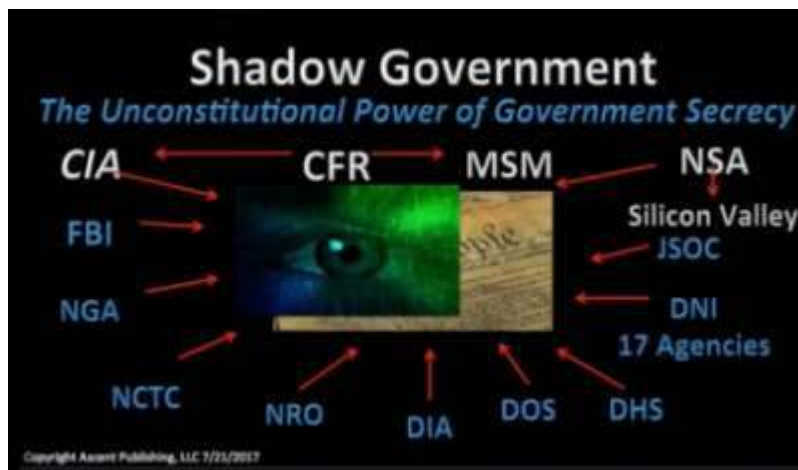 Shadow Government
The Unconstitutional Power of Government Secrecy
CIA CFR MSM NSA
Silicon Valley
FBI
JSOC
NGA
DNI
17 Agencies
NCTC
NRO
DIA
DOS
DHS
Copyright Ascent Publishing, LLC 7/21/2017